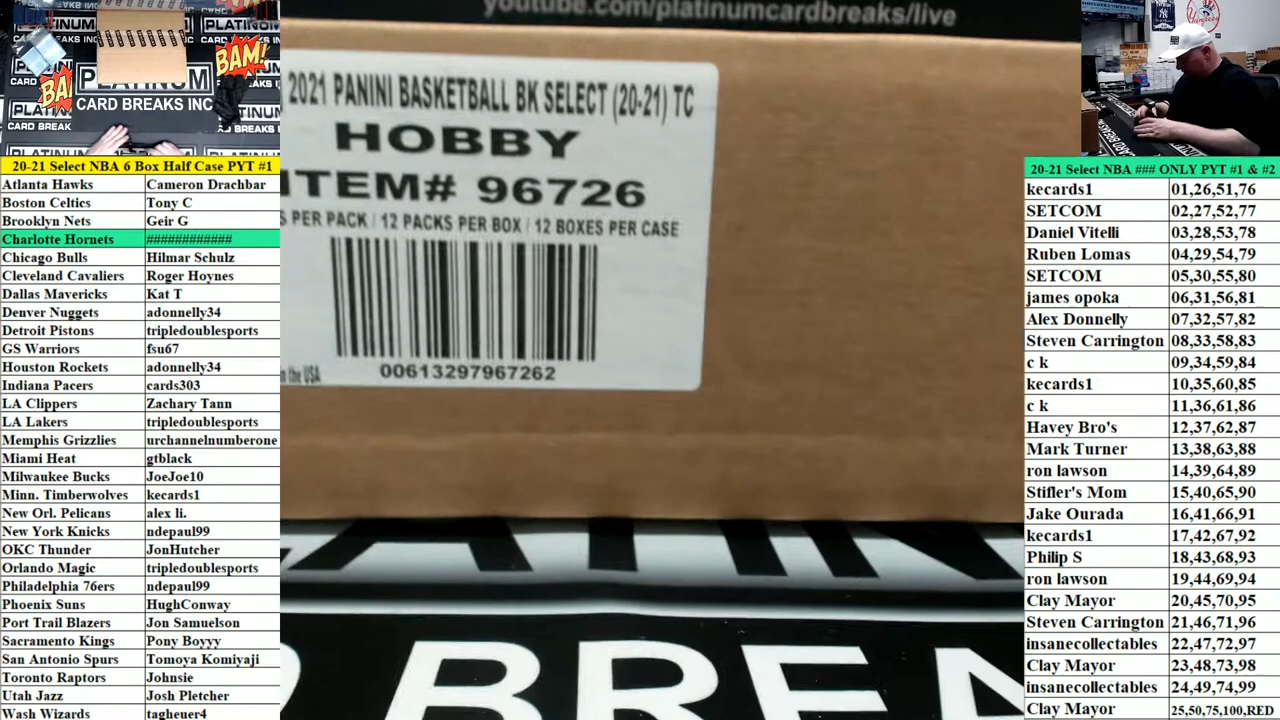 youtube.com/platinumcardbreaks/live
PLATINUM
CARD BREAKS INC
BAM!
PLATINUM
CARD BREAKS INC
20-21 Select NBA 6 Box Half Case PYT #1
Atlanta Hawks Cameron Drachbar
Boston Celtics Tony C
Brooklyn Nets Geir G
Charlotte Hornets ############
Chicago Bulls Hilmar Schulz
Cleveland Cavaliers Roger Hoynes
Dallas Mavericks Kat T
Denver Nuggets adonnelly34
Detroit Pistons tripledoublesports
GS Warriors fsu67
Houston Rockets adonnelly34
Indiana Pacers cards303
LA Clippers Zachary Tann
LA Lakers tripledoublesports
Memphis Grizzlies urchannelnumberone
Miami Heat gtblack
Milwaukee Bucks JoeJoe10
Minn. Timberwolves kecards1
New Orl. Pelicans alex li.
New York Knicks ndepaul99
OKC Thunder JonHutcher
Orlando Magic tripledoublesports
Philadelphia 76ers ndepaul99
Phoenix Suns HughConway
Port Trail Blazers Jon Samuelson
Sacramento Kings Pony Boyyy
San Antonio Spurs Tomoya Komiyaji
Toronto Raptors Johnsie
Utah Jazz Josh Pletcher
Wash Wizards tagheuer4
2021 PANINI BASKETBALL BK SELECT (20-21) TC
HOBBY
ITEM# 96726
S PER PACK / 12 PACKS PER BOX / 12 BOXES PER CASE
00613297967262
in the USA
20-21 Select NBA ### ONLY PYT #1 & #2
kecards1 01,26,51,76
SETCOM 02,27,52,77
Daniel Vitelli 03,28,53,78
Ruben Lomas 04,29,54,79
SETCOM 05,30,55,80
james opoka 06,31,56,81
Alex Donnelly 07,32,57,82
Steven Carrington 08,33,58,83
c k 09,34,59,84
kecards1 10,35,60,85
c k 11,36,61,86
Havey Bro's 12,37,62,87
Mark Turner 13,38,63,88
ron lawson 14,39,64,89
Stifler's Mom 15,40,65,90
Jake Ourada 16,41,66,91
kecards1 17,42,67,92
Philip S 18,43,68,93
ron lawson 19,44,69,94
Clay Mayor 20,45,70,95
Steven Carrington 21,46,71,96
insanecollectables 22,47,72,97
Clay Mayor 23,48,73,98
insanecollectables 24,49,74,99
Clay Mayor 25,50,75,100,RED